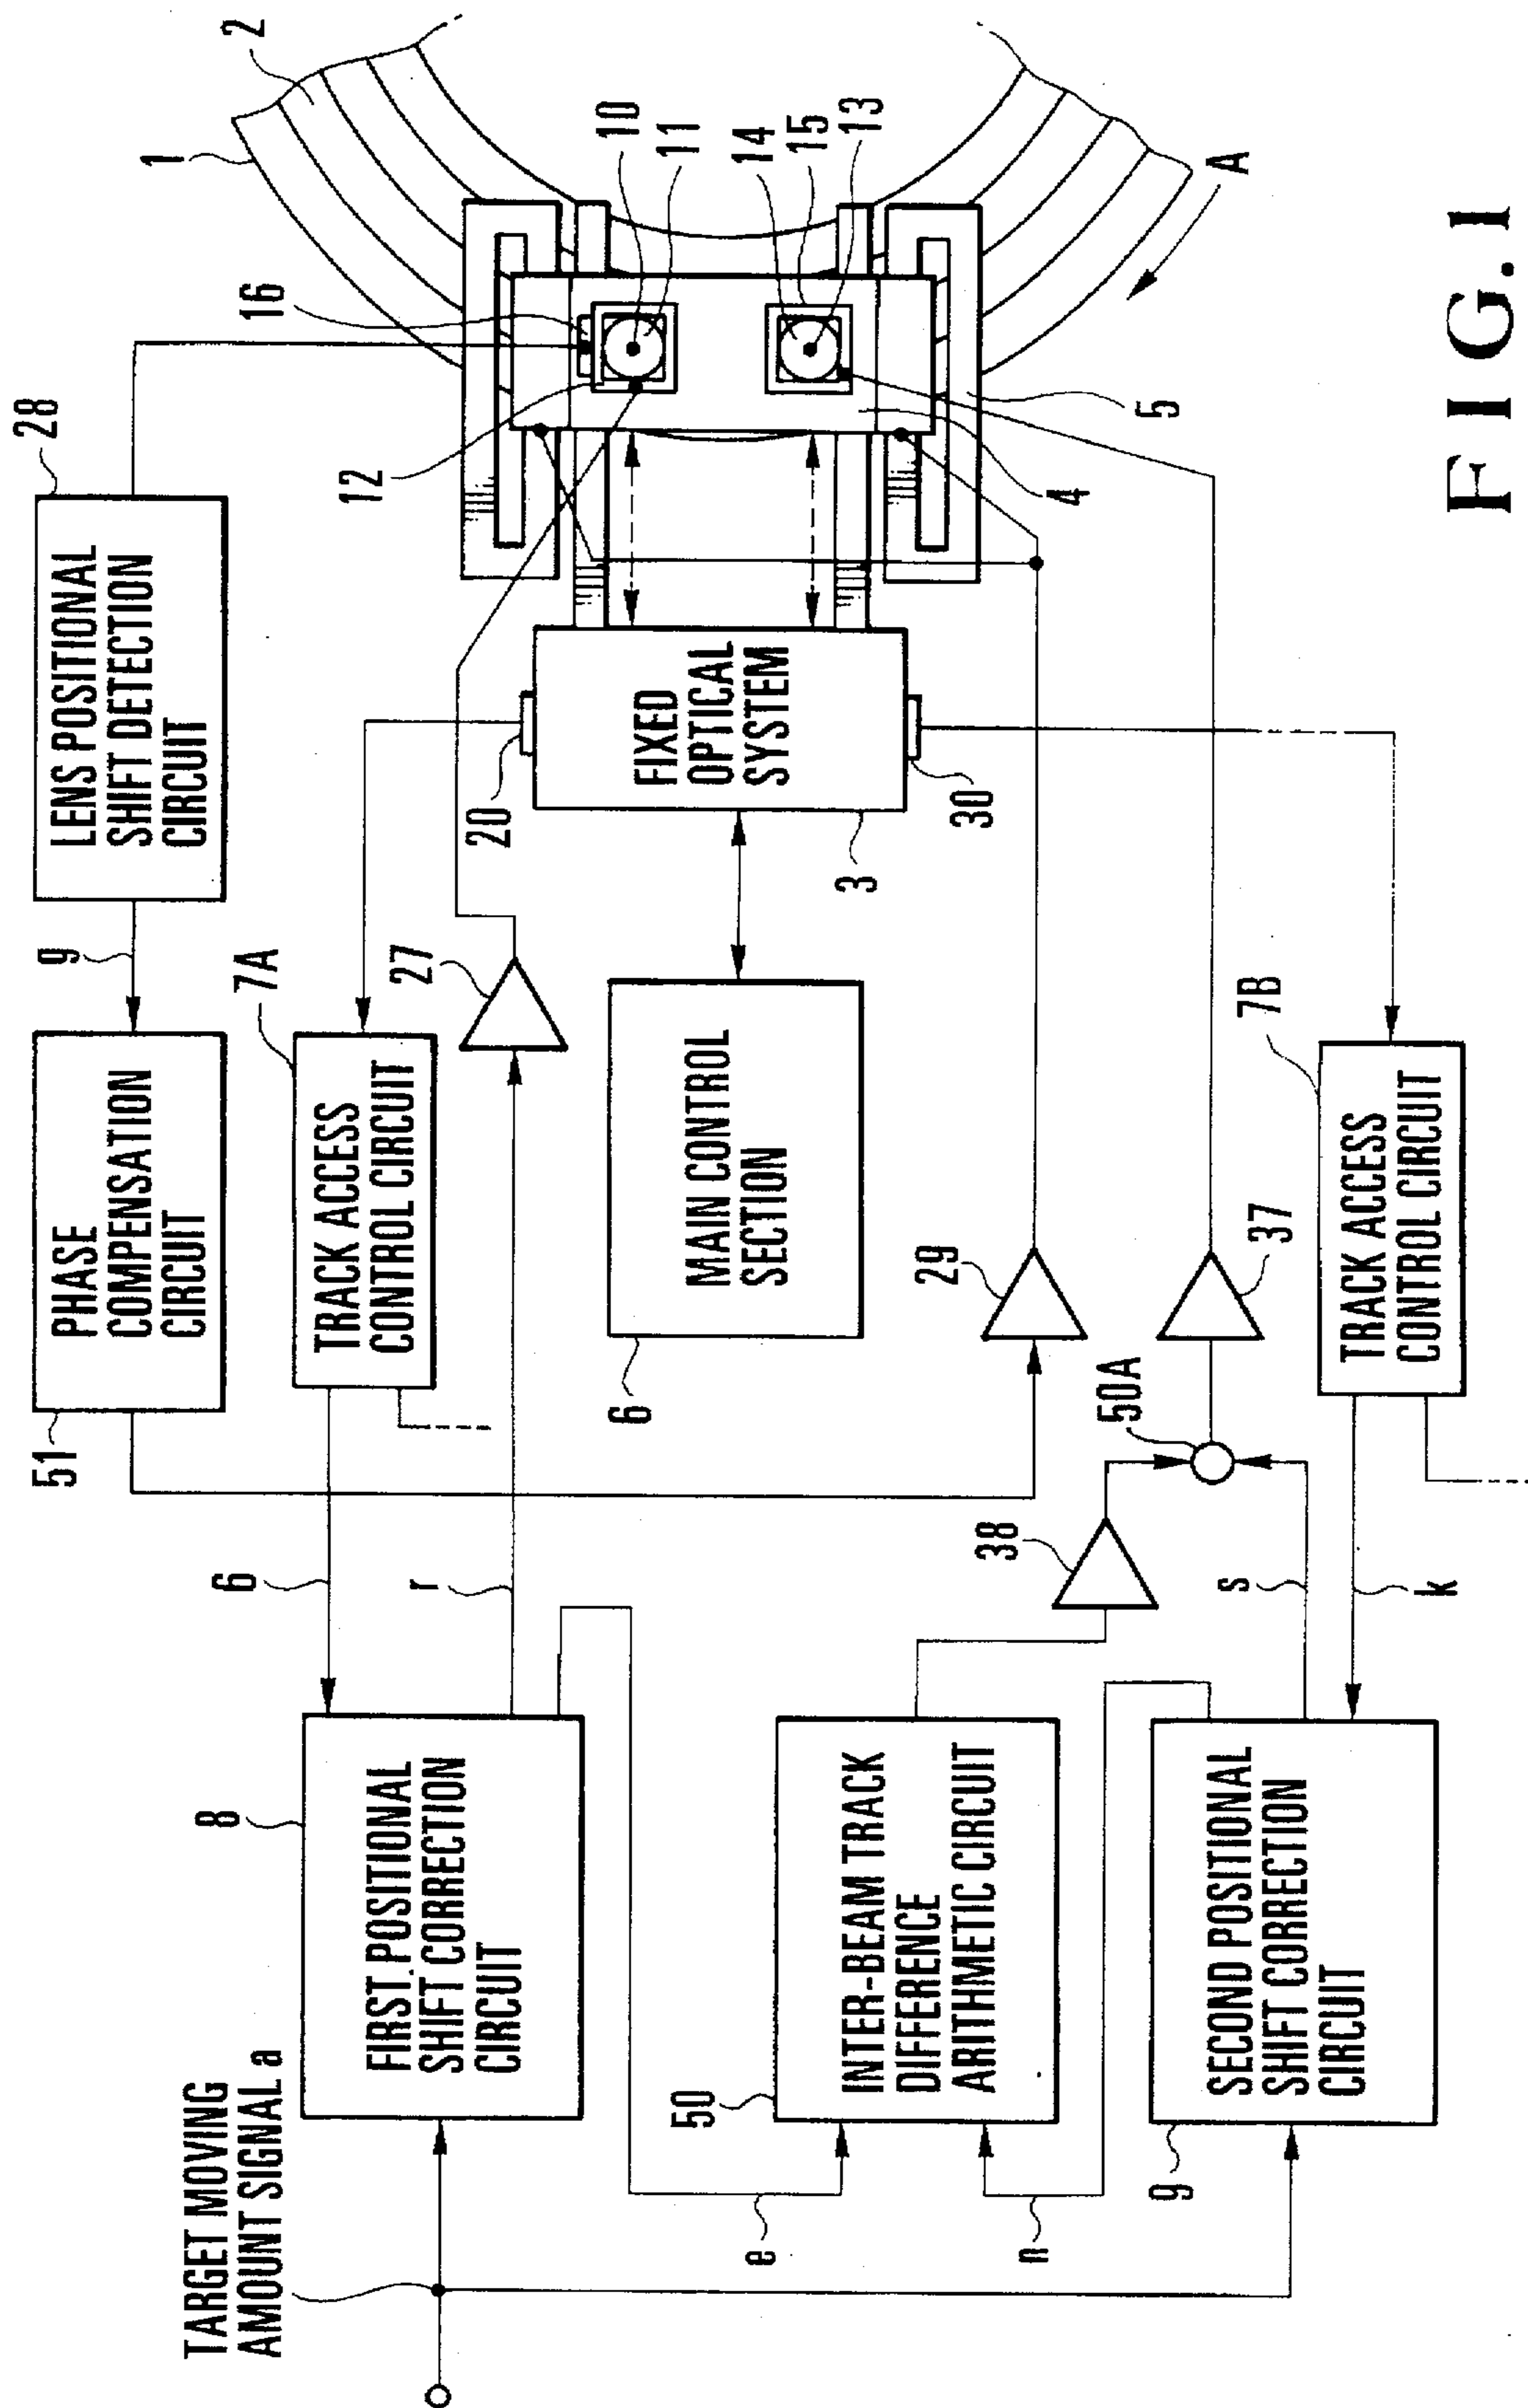 TARGET MOVING
AMOUNT SIGNAL a
8
FIRST POSITIONAL
SHIFT CORRECTION
CIRCUIT
e
50
INTER-BEAM TRACK
DIFFERENCE
ARITHMETIC CIRCUIT
n
9
SECOND POSITIONAL
SHIFT CORRECTION
CIRCUIT
6
r
38
s
k
51
PHASE
COMPENSATION
CIRCUIT
7A
TRACK ACCESS
CONTROL CIRCUIT
27
6
MAIN CONTROL
SECTION
29
50A
37
7B
TRACK ACCESS
CONTROL CIRCUIT
9
28
LENS POSITIONAL
SHIFT DETECTION
CIRCUIT
20
FIXED
OPTICAL
SYSTEM
3
30
12
16
1
2
10
11
14
15
13
4
5
A
FIG.1